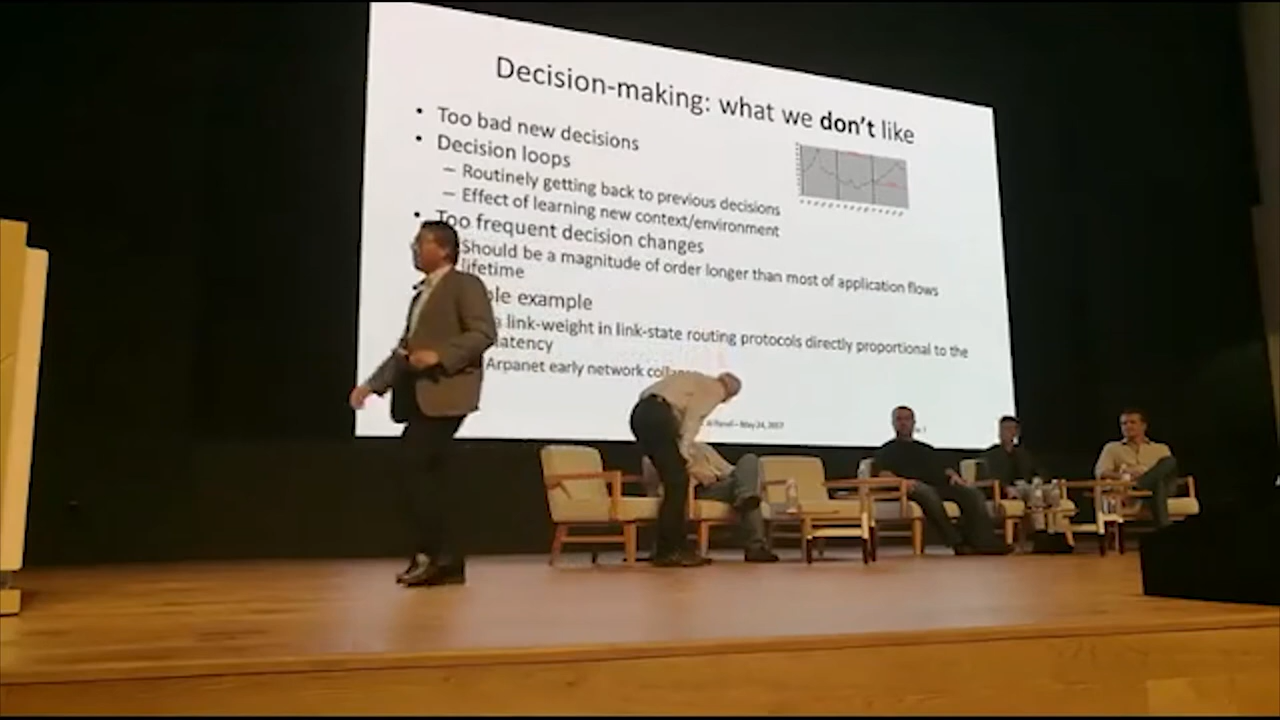 Decision-making: what we don't like
• Too bad new decisions
• Decision loops
– Routinely getting back to previous decisions
– Effect of learning new context/environment
• Too frequent decision changes
Should be a magnitude of order longer than most of application flows
lifetime
example
link-weight in link-state routing protocols directly proportional to the
latency
Arpanet early network
Panel – May 24, 2017